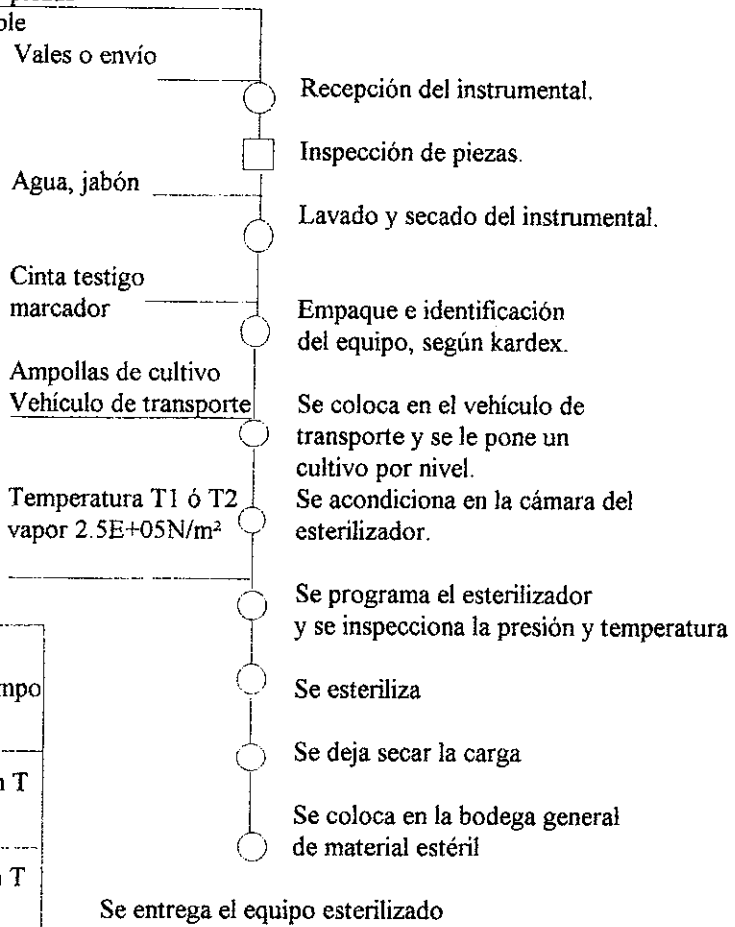 Vales o envío
Recepción del instrumental.
Inspección de piezas.
Agua, jabón
Lavado y secado del instrumental.
Cinta testigo
marcador
Empaque e identificación
del equipo, según kardex.
Ampollas de cultivo
Vehículo de transporte
Se coloca en el vehículo de
transporte y se le pone un
cultivo por nivel.
Temperatura T1 ó T2
vapor 2.5E+05N/m²
Se acondiciona en la cámara del
esterilizador.
Se programa el esterilizador
y se inspecciona la presión y temperatura
Se esteriliza
Se deja secar la carga
Se coloca en la bodega general
de material estéril
T
T
Se entrega el equipo esterilizado